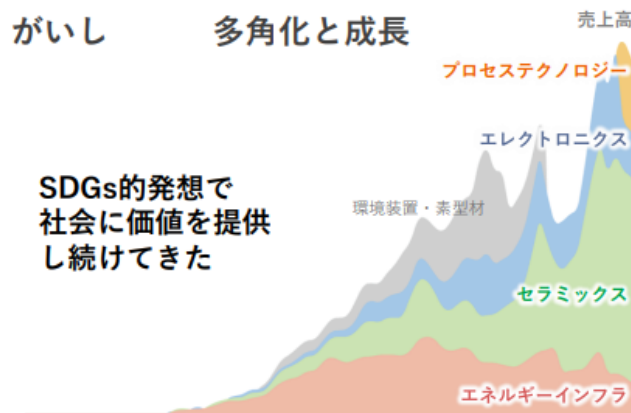 がいし
多角化と成長
売上高
プロセステクノロジー
エレクトロニクス
SDGs的発想で
社会に価値を提供
し続けてきた
環境装置・素型材
セラミックス
エネルギーインフラ